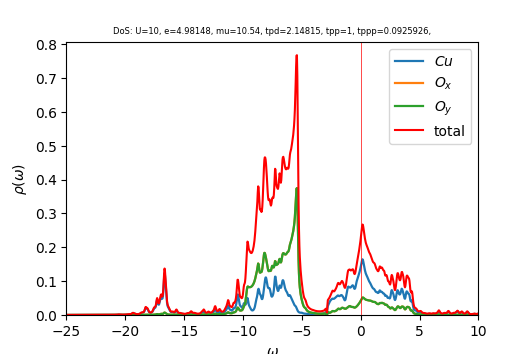 DoS: U=10, e=4.98148, mu=10.54, tpd=2.14815, tpp=1, tppp=0.0925926,
0.8
0.7
0.6
0.5
0.4
0.3
0.2
0.1
0.0
ρ(ω)
Cu
Oₓ
O_y
total
−25 −20 −15 −10 −5 0 5 10
ω